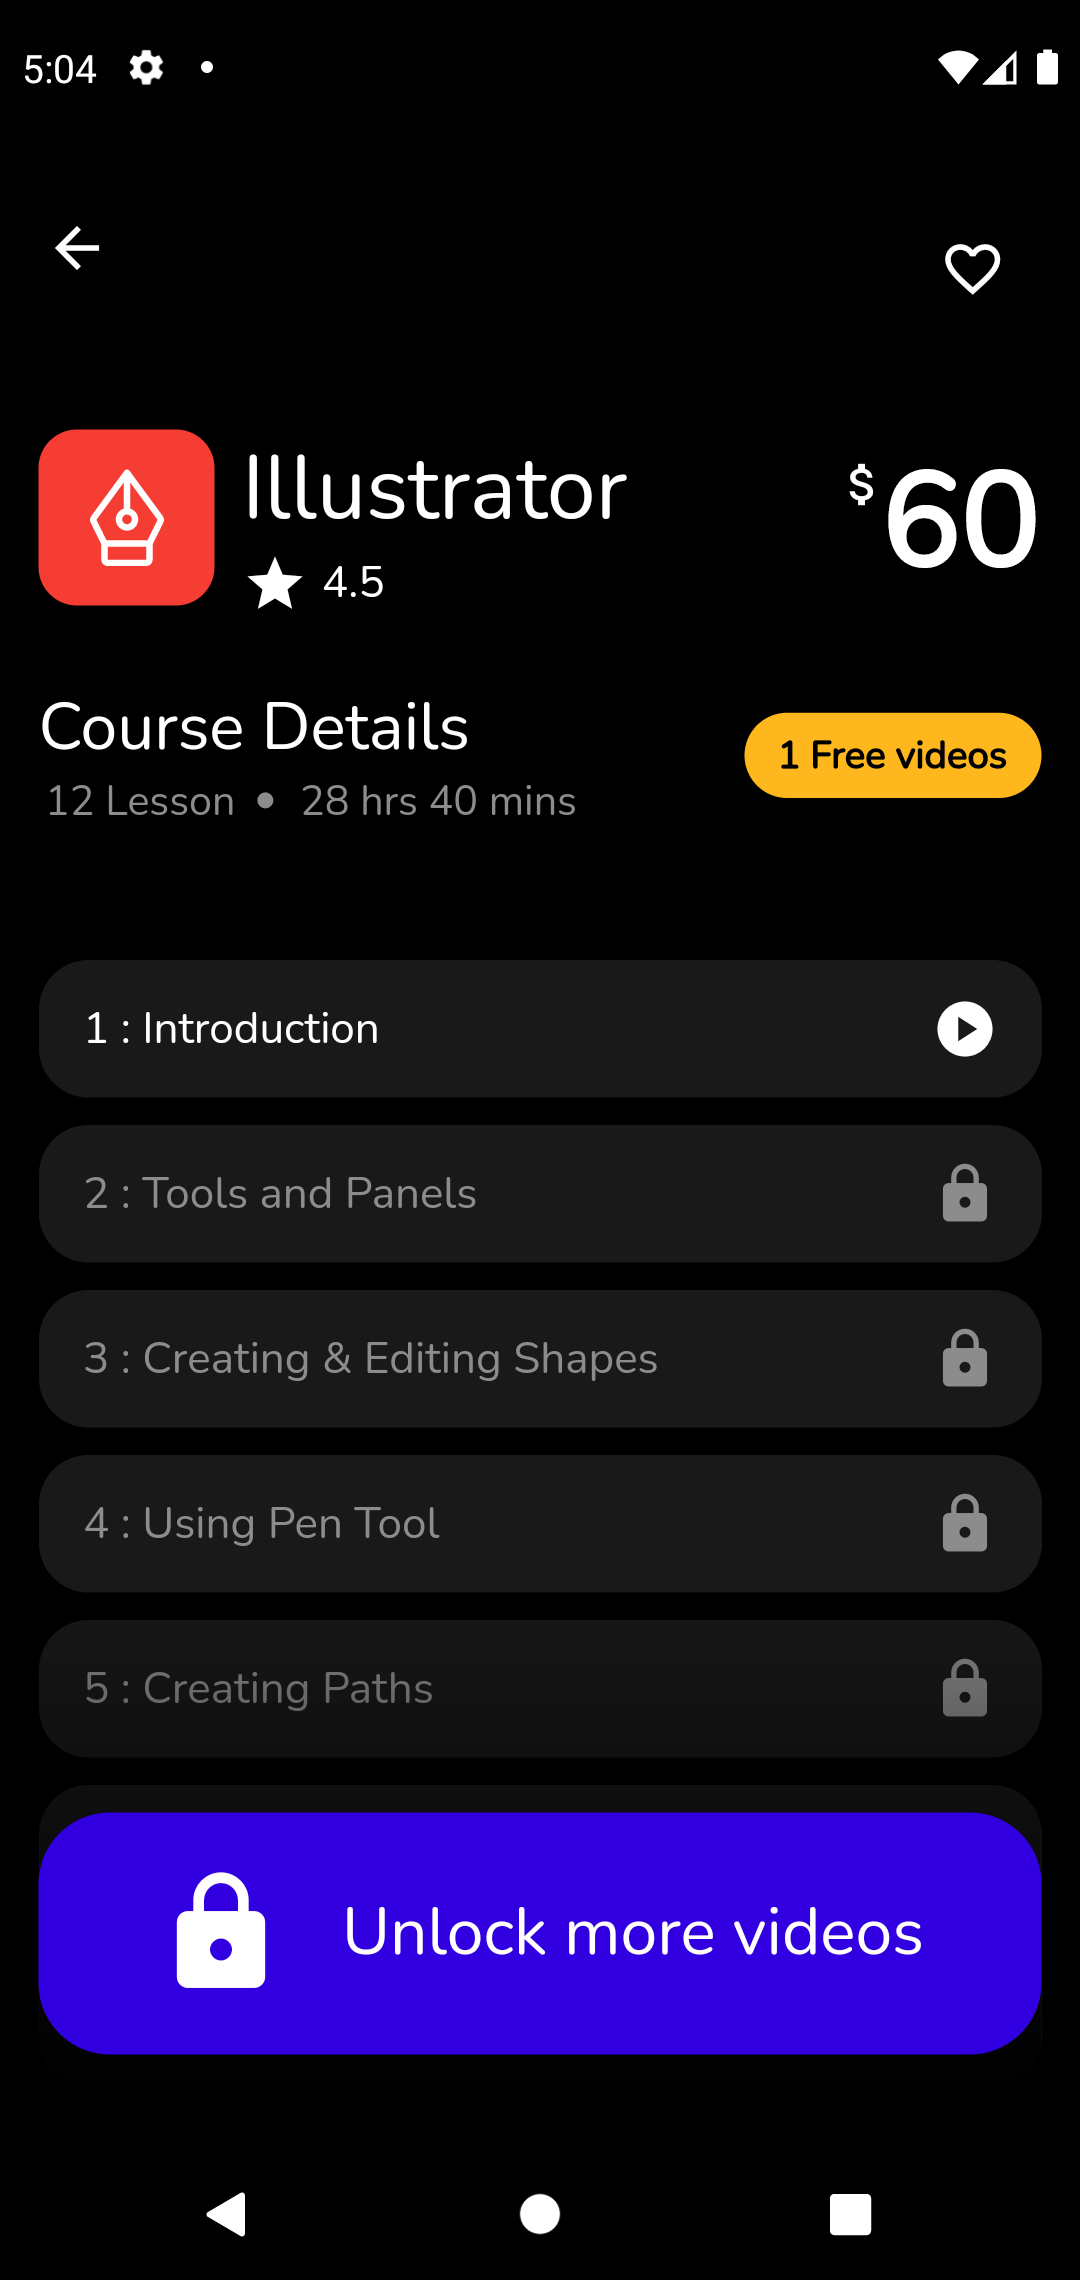 5:04
Illustrator
$60
4.5
Course Details
1 Free videos
12 Lesson • 28 hrs 40 mins
1 : Introduction
2 : Tools and Panels
3 : Creating & Editing Shapes
4 : Using Pen Tool
5 : Creating Paths
Unlock more videos